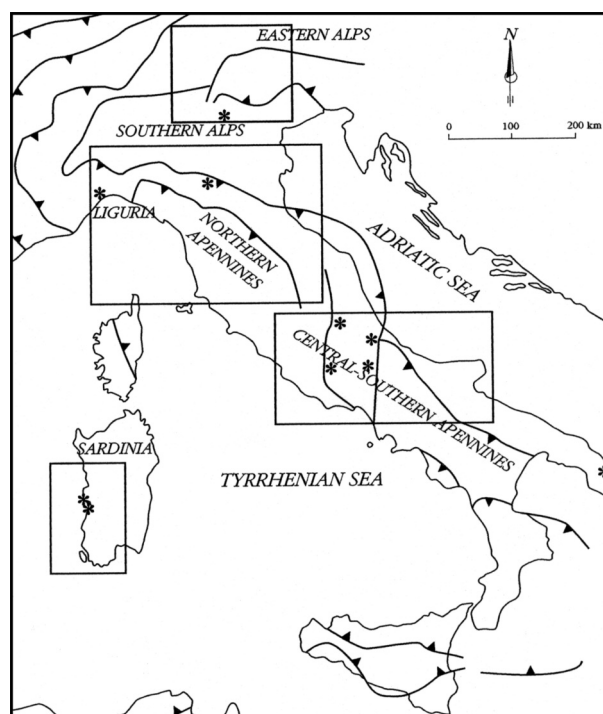 EASTERN ALPS
N
0 100 200 km
SOUTHERN ALPS
LIGURIA
NORTHERN
APENNINES
ADRIATIC SEA
CENTRAL-SOUTHERN APENNINES
SARDINIA
TYRRHENIAN SEA